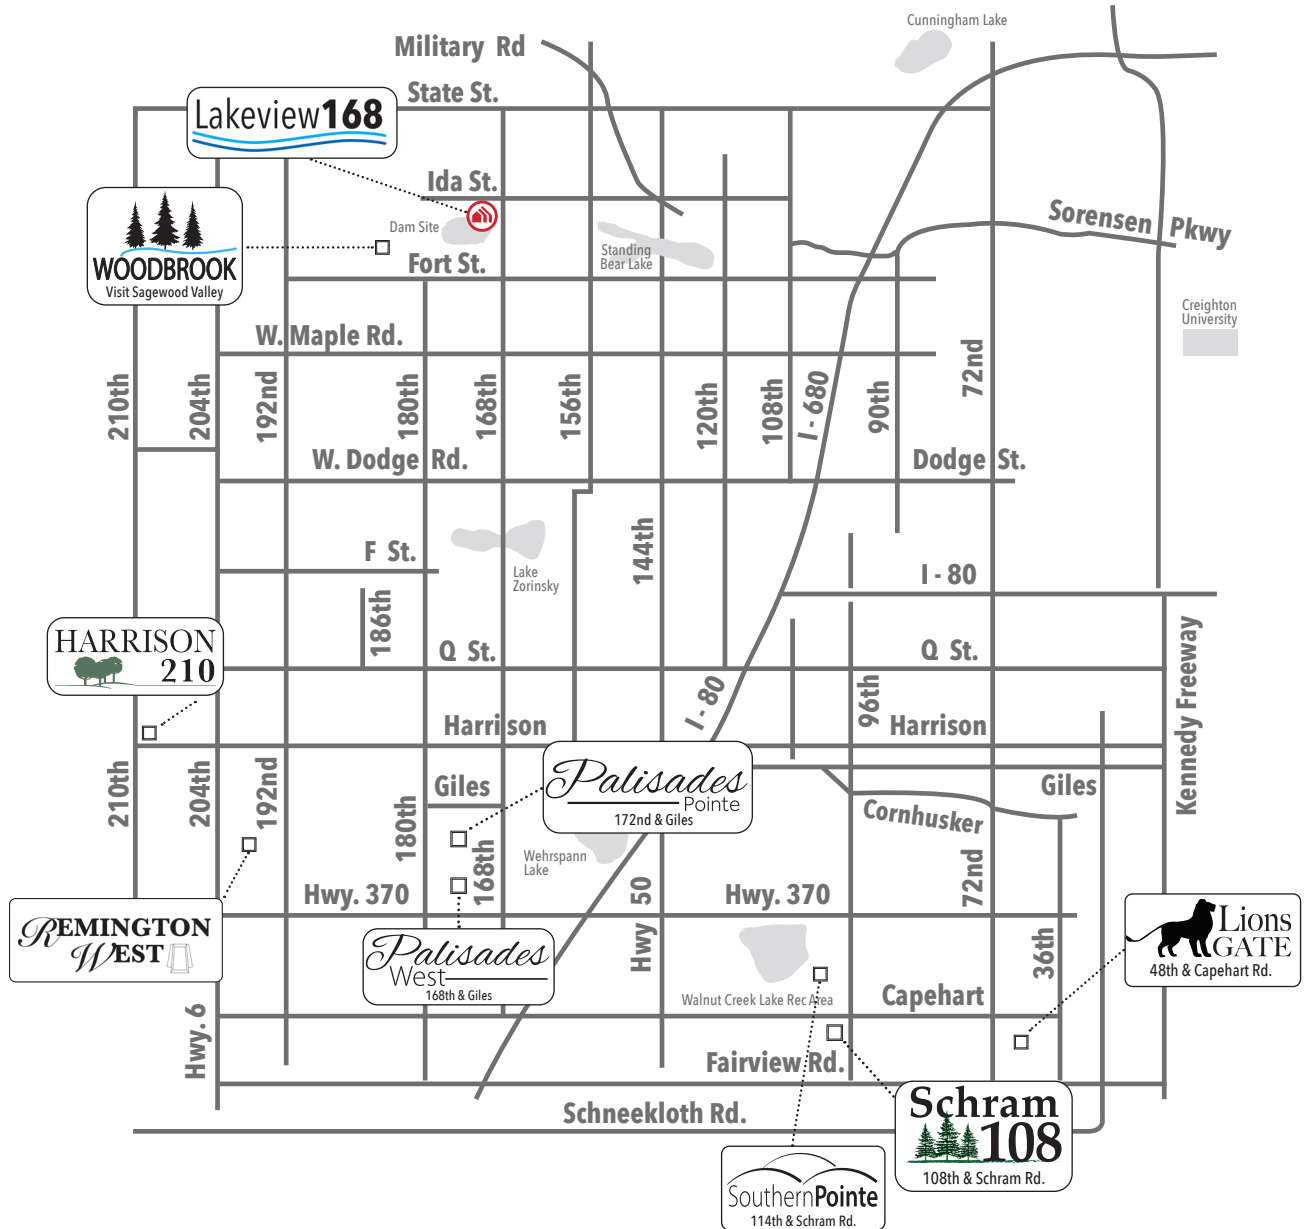 Cunningham Lake
Military Rd
State St.
Lakeview168
Ida St.
Dam Site
Standing
Bear Lake
Sorensen Pkwy
WOODBROOK
Visit Sagewood Valley
Fort St.
Creighton
University
W. Maple Rd.
210th
204th
192nd
180th
168th
156th
120th
108th
I - 680
90th
72nd
W. Dodge Rd.
Dodge St.
144th
F St.
Lake
Zorinsky
I - 80
186th
HARRISON
210
Q St.
Q St.
Kennedy Freeway
I - 80
96th
Harrison
Harrison
210th
204th
192nd
180th
Giles
168th
Palisades
Pointe
172nd & Giles
Giles
Cornhusker
72nd
Wehrspann
Lake
Hwy. 370
Hwy 50
Hwy. 370
36th
REMINGTON
WEST
Palisades
West
168th & Giles
Lions
GATE
48th & Capehart Rd.
Walnut Creek Lake Rec Area
Capehart
Hwy. 6
Fairview Rd.
Schneekloth Rd.
Schram
108
108th & Schram Rd.
SouthernPointe
114th & Schram Rd.